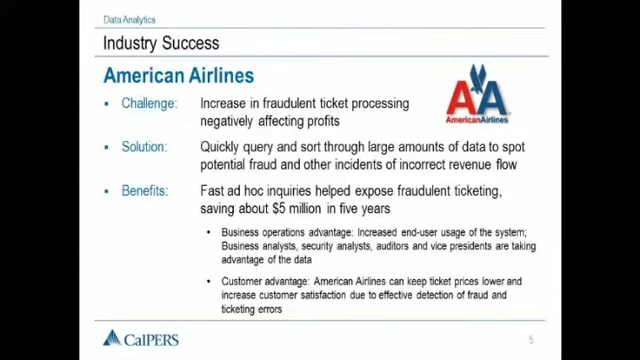 Data Analytics
Industry Success
American Airlines
Challenge: Increase in fraudulent ticket processing
negatively affecting profits
AA
AmericanAirlines
Solution: Quickly query and sort through large amounts of data to spot
potential fraud and other incidents of incorrect revenue flow
Benefits: Fast ad hoc inquiries helped expose fraudulent ticketing,
saving about $5 million in five years
Business operations advantage: Increased end-user usage of the system;
Business analysts, security analysts, auditors and vice presidents are taking
advantage of the data
Customer advantage: American Airlines can keep ticket prices lower and
increase customer satisfaction due to effective detection of fraud and
ticketing errors
CalPERS
5